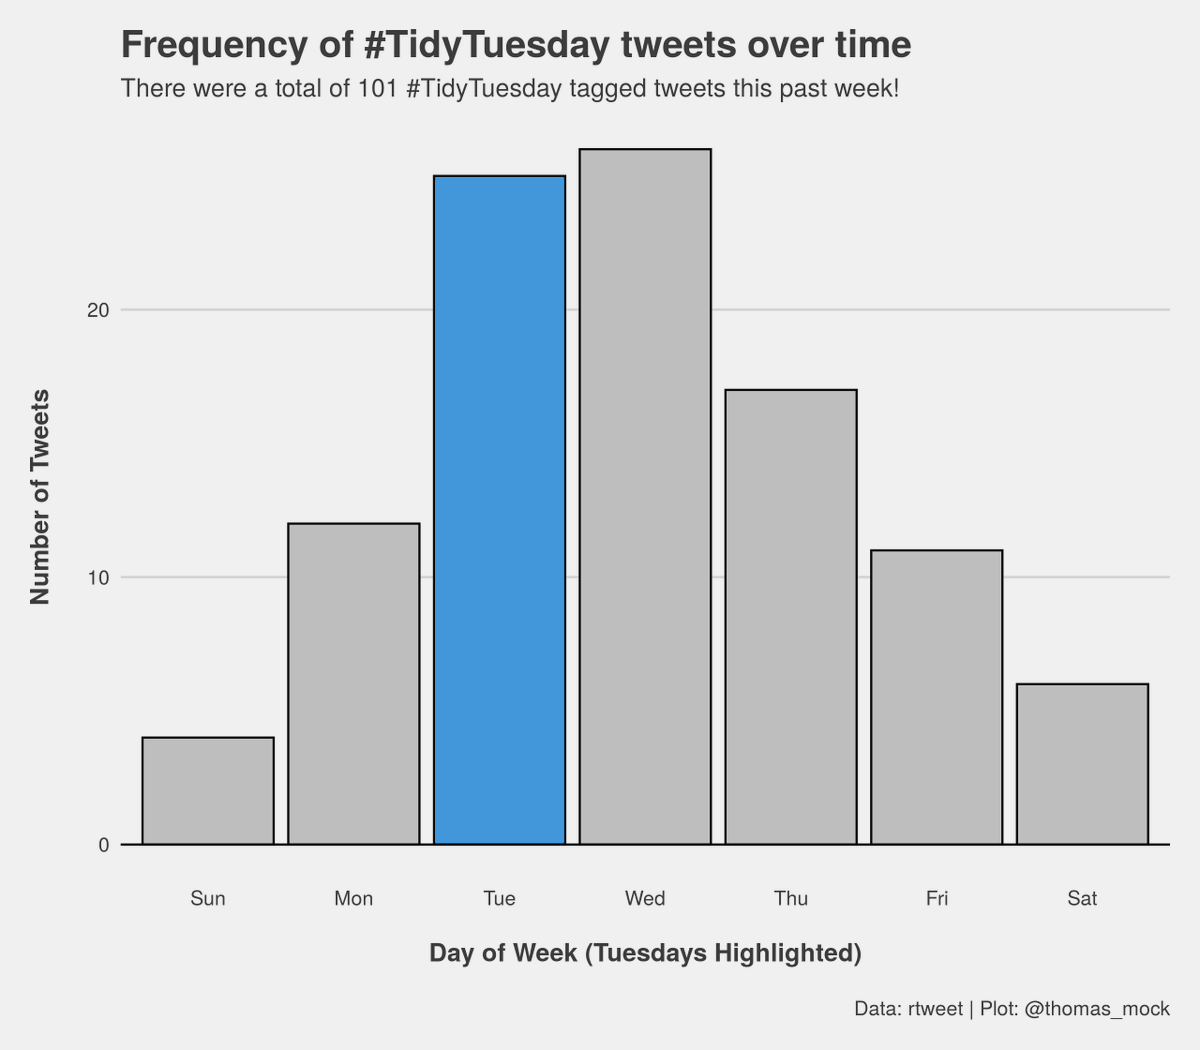 Frequency of #TidyTuesday tweets over time
There were a total of 101 #TidyTuesday tagged tweets this past week!
Number of Tweets
20
10
0
Sun Mon Tue Wed Thu Fri Sat
Day of Week (Tuesdays Highlighted)
Data: rtweet | Plot: @thomas_mock